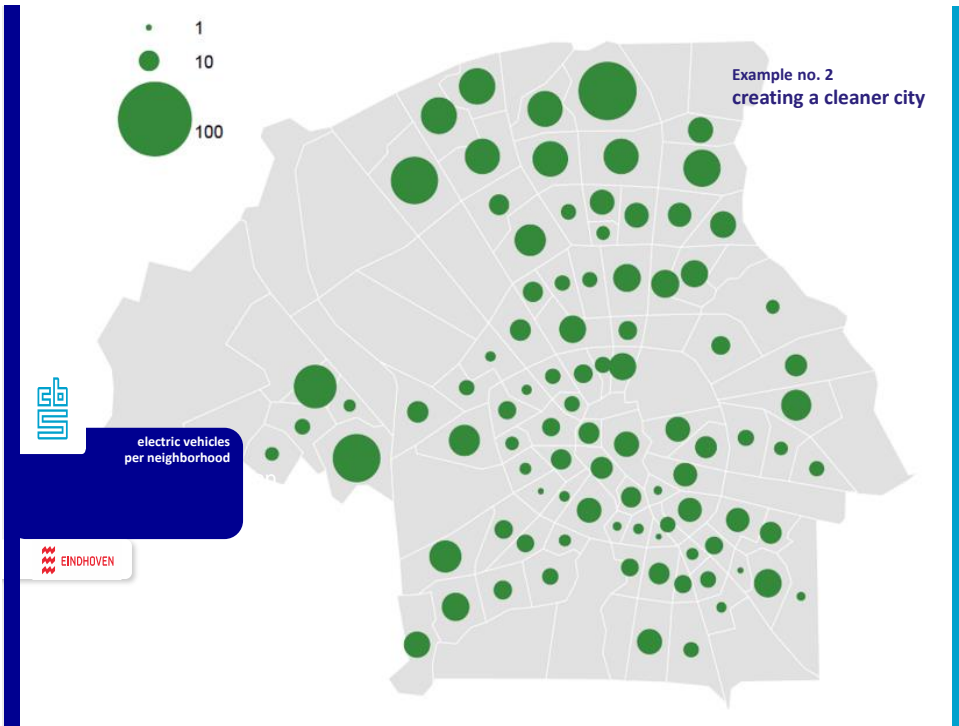 1
10
100
Example no. 2
creating a cleaner city
electric vehicles
per neighborhood
EINDHOVEN